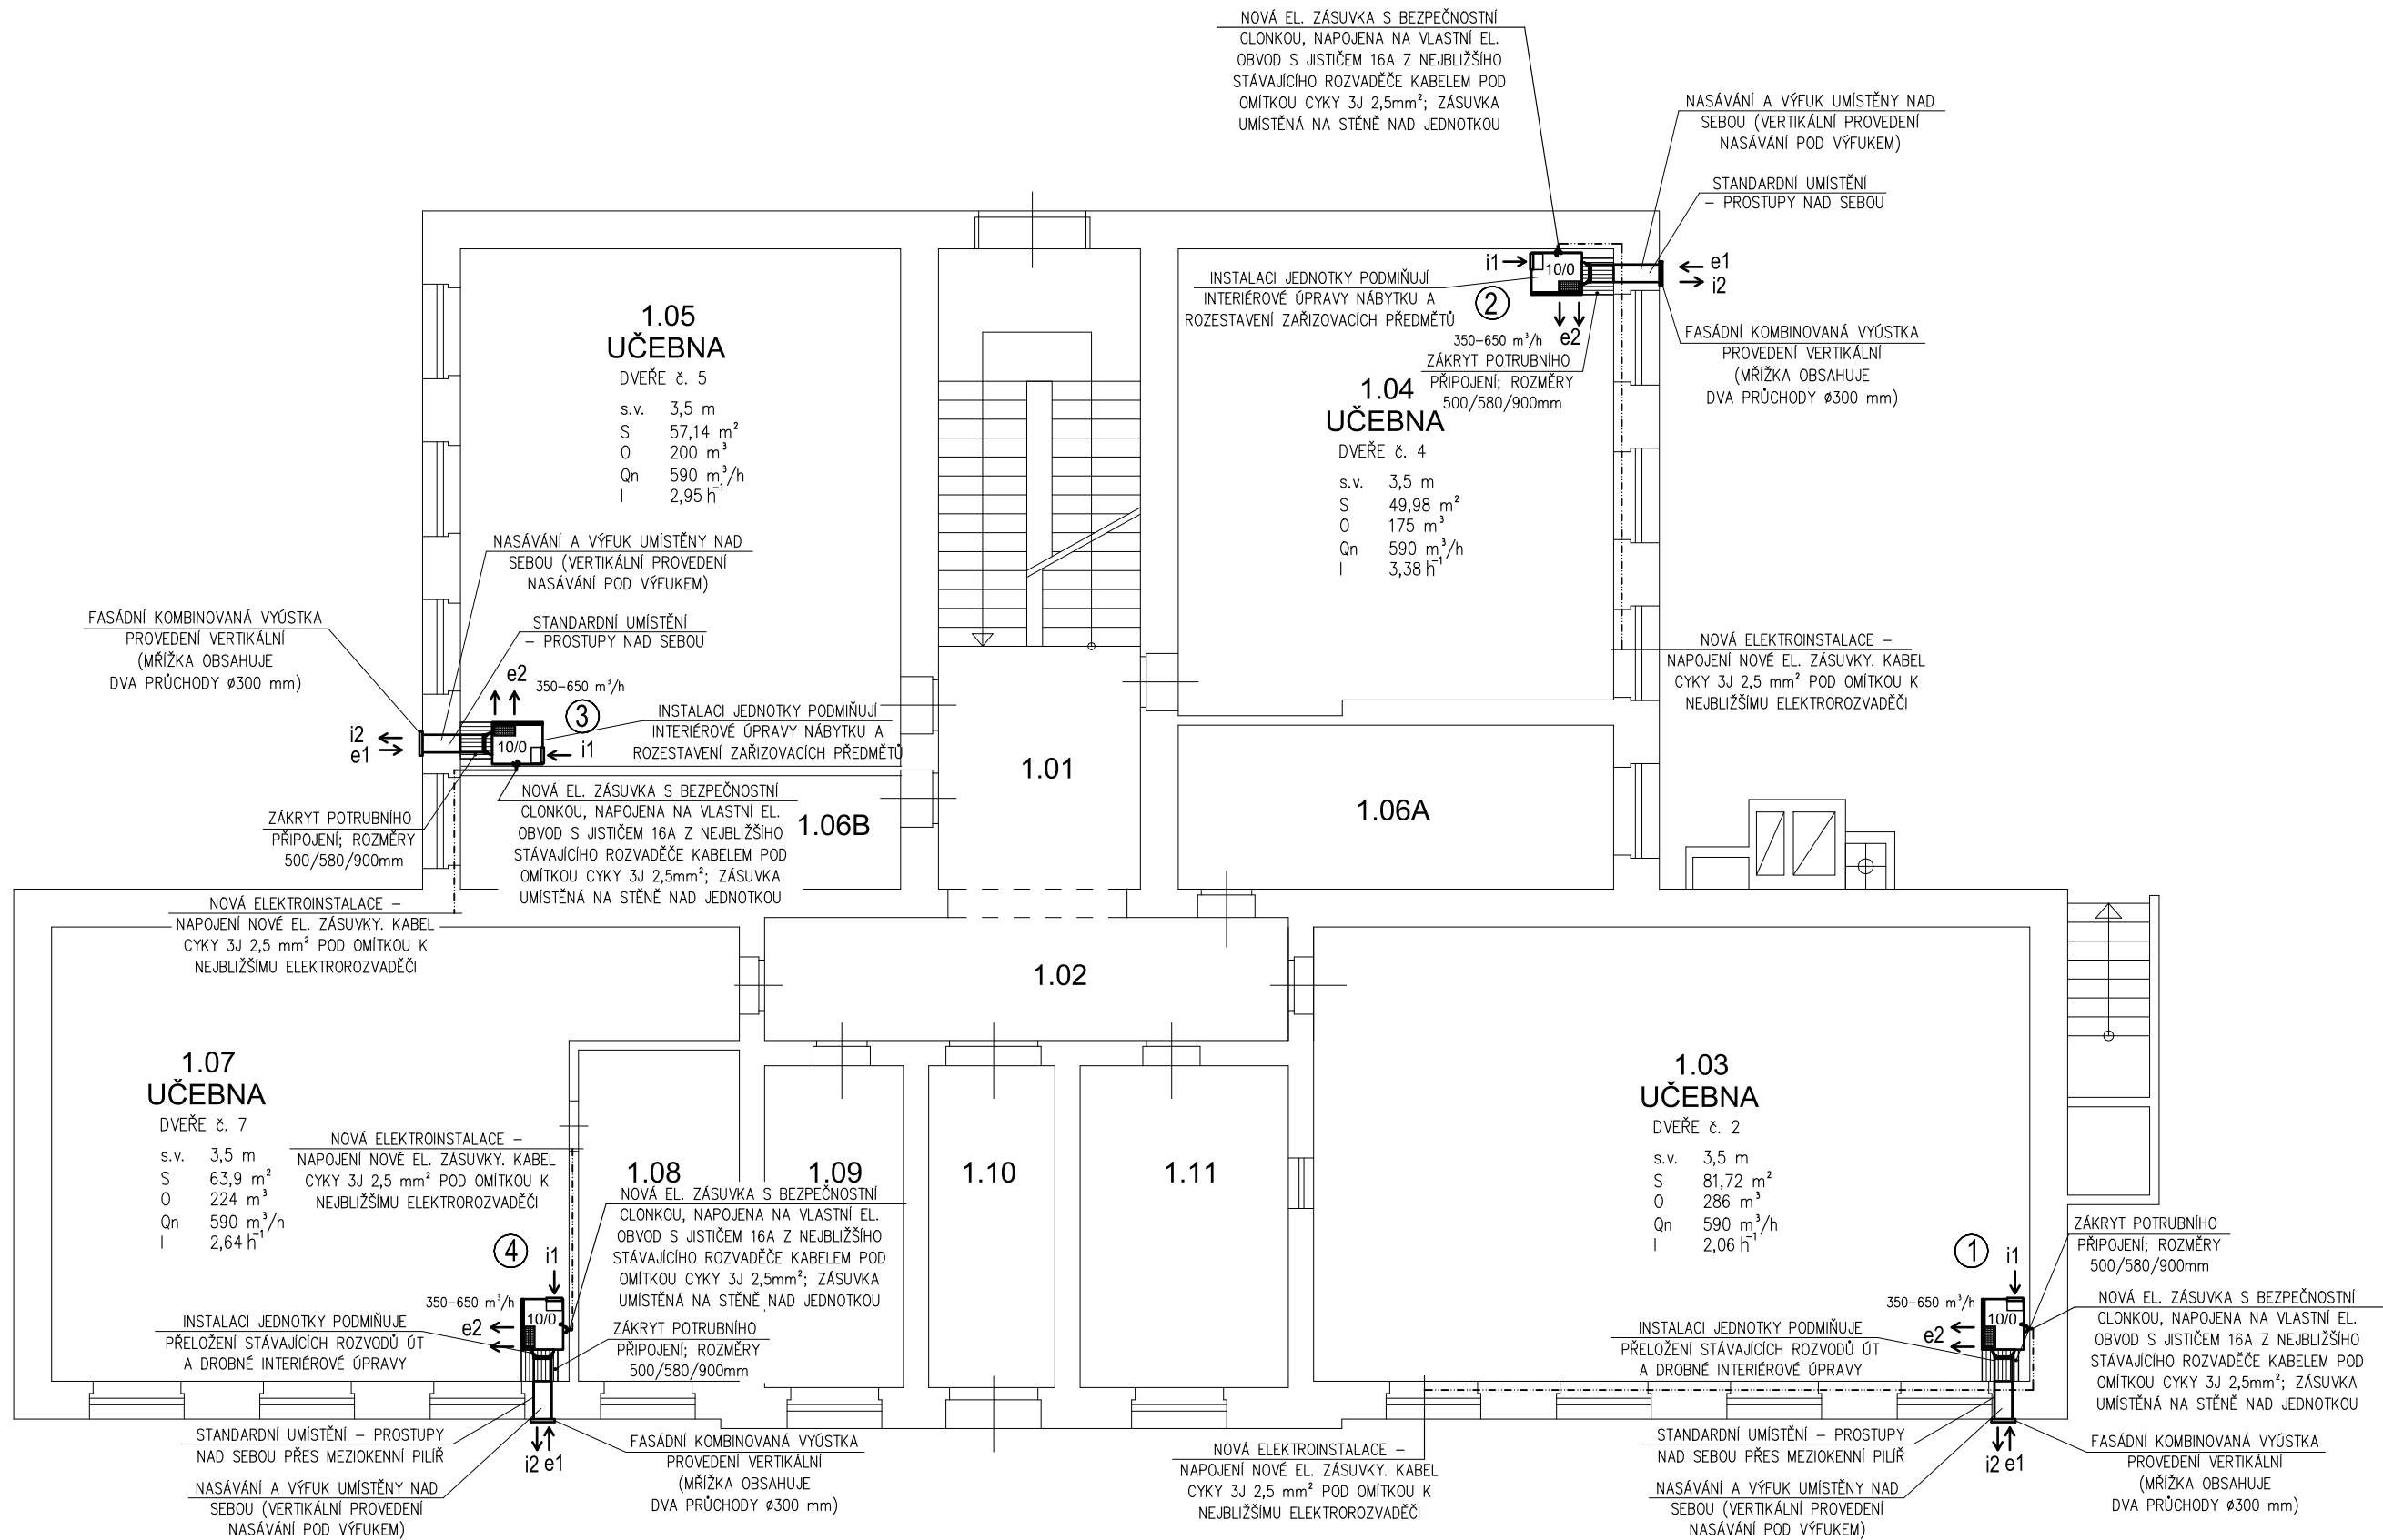 NOVÁ EL. ZÁSUVKA S BEZPEČNOSTNÍ
CLONKOU, NAPOJENA NA VLASTNÍ EL.
OBVOD S JISTIČEM 16A Z NEJBLIŽŠÍHO
STÁVAJÍCÍHO ROZVADĚČE KABELEM POD
OMÍTKOU CYKY 3J 2,5mm²; ZÁSUVKA
UMÍSTĚNÁ NA STĚNĚ NAD JEDNOTKOU
NASÁVÁNÍ A VÝFUK UMÍSTĚNY NAD
SEBOU (VERTIKÁLNÍ PROVEDENÍ
NASÁVÁNÍ POD VÝFUKEM)
STANDARDNÍ UMÍSTĚNÍ
– PROSTUPY NAD SEBOU
i1
10/0
e1
i2
INSTALACI JEDNOTKY PODMIŇUJÍ
INTERIÉROVÉ ÚPRAVY NÁBYTKU A
ROZESTAVENÍ ZAŘIZOVACÍCH PŘEDMĚTŮ
2
350-650 m³/h
e2
ZÁKRYT POTRUBNÍHO
PŘIPOJENÍ; ROZMĚRY
500/580/900mm
FASÁDNÍ KOMBINOVANÁ VYÚSTKA
PROVEDENÍ VERTIKÁLNÍ
(MŘÍŽKA OBSAHUJE
DVA PRŮCHODY ø300 mm)
1.05
UČEBNA
DVEŘE č. 5
s.v. 3,5 m
S 57,14 m²
O 200 m³
Qn 590 m³/h
I 2,95 h⁻¹
1.04
UČEBNA
DVEŘE č. 4
s.v. 3,5 m
S 49,98 m²
O 175 m³
Qn 590 m³/h
I 3,38 h⁻¹
NASÁVÁNÍ A VÝFUK UMÍSTĚNY NAD
SEBOU (VERTIKÁLNÍ PROVEDENÍ
NASÁVÁNÍ POD VÝFUKEM)
FASÁDNÍ KOMBINOVANÁ VYÚSTKA
PROVEDENÍ VERTIKÁLNÍ
(MŘÍŽKA OBSAHUJE
DVA PRŮCHODY ø300 mm)
STANDARDNÍ UMÍSTĚNÍ
– PROSTUPY NAD SEBOU
e2
350-650 m³/h
3
i2
e1
10/0
i1
INSTALACI JEDNOTKY PODMIŇUJÍ
INTERIÉROVÉ ÚPRAVY NÁBYTKU A
ROZESTAVENÍ ZAŘIZOVACÍCH PŘEDMĚTŮ
NOVÁ ELEKTROINSTALACE –
NAPOJENÍ NOVÉ EL. ZÁSUVKY. KABEL
CYKY 3J 2,5 mm² POD OMÍTKOU K
NEJBLIŽŠÍMU ELEKTROROZVADĚČI
1.01
1.06A
1.06B
NOVÁ EL. ZÁSUVKA S BEZPEČNOSTNÍ
CLONKOU, NAPOJENA NA VLASTNÍ EL.
OBVOD S JISTIČEM 16A Z NEJBLIŽŠÍHO
STÁVAJÍCÍHO ROZVADĚČE KABELEM POD
OMÍTKOU CYKY 3J 2,5mm²; ZÁSUVKA
UMÍSTĚNÁ NA STĚNĚ NAD JEDNOTKOU
ZÁKRYT POTRUBNÍHO
PŘIPOJENÍ; ROZMĚRY
500/580/900mm
NOVÁ ELEKTROINSTALACE –
NAPOJENÍ NOVÉ EL. ZÁSUVKY. KABEL
CYKY 3J 2,5 mm² POD OMÍTKOU K
NEJBLIŽŠÍMU ELEKTROROZVADĚČI
1.02
1.07
UČEBNA
DVEŘE č. 7
s.v. 3,5 m
S 63,9 m²
O 224 m³
Qn 590 m³/h
I 2,64 h⁻¹
NOVÁ ELEKTROINSTALACE –
NAPOJENÍ NOVÉ EL. ZÁSUVKY. KABEL
CYKY 3J 2,5 mm² POD OMÍTKOU K
NEJBLIŽŠÍMU ELEKTROROZVADĚČI
1.08
1.09
1.10
1.11
1.03
UČEBNA
DVEŘE č. 2
s.v. 3,5 m
S 81,72 m²
O 286 m³
Qn 590 m³/h
I 2,06 h⁻¹
NOVÁ EL. ZÁSUVKA S BEZPEČNOSTNÍ
CLONKOU, NAPOJENA NA VLASTNÍ EL.
OBVOD S JISTIČEM 16A Z NEJBLIŽŠÍHO
STÁVAJÍCÍHO ROZVADĚČE KABELEM POD
OMÍTKOU CYKY 3J 2,5mm²; ZÁSUVKA
UMÍSTĚNÁ NA STĚNĚ NAD JEDNOTKOU
4
i1
350-650 m³/h
10/0
e2
INSTALACI JEDNOTKY PODMIŇUJE
PŘELOŽENÍ STÁVAJÍCÍCH ROZVODŮ ÚT
A DROBNÉ INTERIÉROVÉ ÚPRAVY
ZÁKRYT POTRUBNÍHO
PŘIPOJENÍ; ROZMĚRY
500/580/900mm
STANDARDNÍ UMÍSTĚNÍ – PROSTUPY
NAD SEBOU PŘES MEZIOKENNÍ PILÍŘ
i2 e1
NASÁVÁNÍ A VÝFUK UMÍSTĚNY NAD
SEBOU (VERTIKÁLNÍ PROVEDENÍ
NASÁVÁNÍ POD VÝFUKEM)
FASÁDNÍ KOMBINOVANÁ VYÚSTKA
PROVEDENÍ VERTIKÁLNÍ
(MŘÍŽKA OBSAHUJE
DVA PRŮCHODY ø300 mm)
NOVÁ ELEKTROINSTALACE –
NAPOJENÍ NOVÉ EL. ZÁSUVKY. KABEL
CYKY 3J 2,5 mm² POD OMÍTKOU K
NEJBLIŽŠÍMU ELEKTROROZVADĚČI
1
i1
350-650 m³/h
10/0
e2
ZÁKRYT POTRUBNÍHO
PŘIPOJENÍ; ROZMĚRY
500/580/900mm
NOVÁ EL. ZÁSUVKA S BEZPEČNOSTNÍ
CLONKOU, NAPOJENA NA VLASTNÍ EL.
OBVOD S JISTIČEM 16A Z NEJBLIŽŠÍHO
STÁVAJÍCÍHO ROZVADĚČE KABELEM POD
OMÍTKOU CYKY 3J 2,5mm²; ZÁSUVKA
UMÍSTĚNÁ NA STĚNĚ NAD JEDNOTKOU
INSTALACI JEDNOTKY PODMIŇUJE
PŘELOŽENÍ STÁVAJÍCÍCH ROZVODŮ ÚT
A DROBNÉ INTERIÉROVÉ ÚPRAVY
STANDARDNÍ UMÍSTĚNÍ – PROSTUPY
NAD SEBOU PŘES MEZIOKENNÍ PILÍŘ
i2 e1
NASÁVÁNÍ A VÝFUK UMÍSTĚNY NAD
SEBOU (VERTIKÁLNÍ PROVEDENÍ
NASÁVÁNÍ POD VÝFUKEM)
FASÁDNÍ KOMBINOVANÁ VYÚSTKA
PROVEDENÍ VERTIKÁLNÍ
(MŘÍŽKA OBSAHUJE
DVA PRŮCHODY ø300 mm)